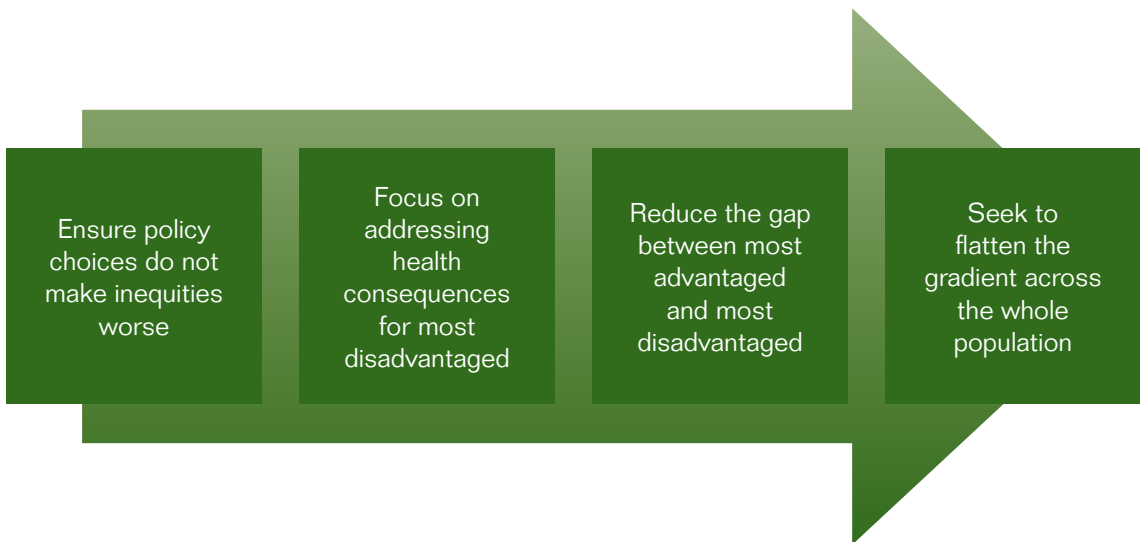 Ensure policy
choices do not
make inequities
worse
Focus on
addressing
health
consequences
for most
disadvantaged
Reduce the gap
between most
advantaged
and most
disadvantaged
Seek to
flatten the
gradient across
the whole
population